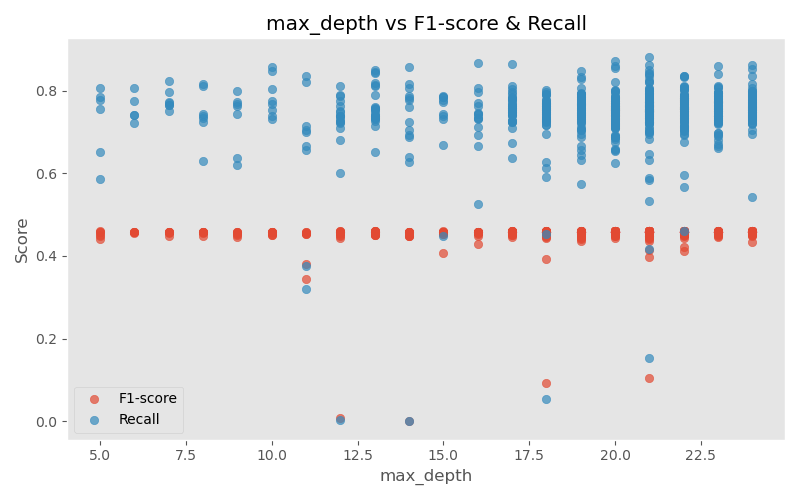 max_depth vs F1-score & Recall
Score
0.8
0.6
0.4
0.2
0.0
F1-score
Recall
5.0 7.5 10.0 12.5 15.0 17.5 20.0 22.5
max_depth